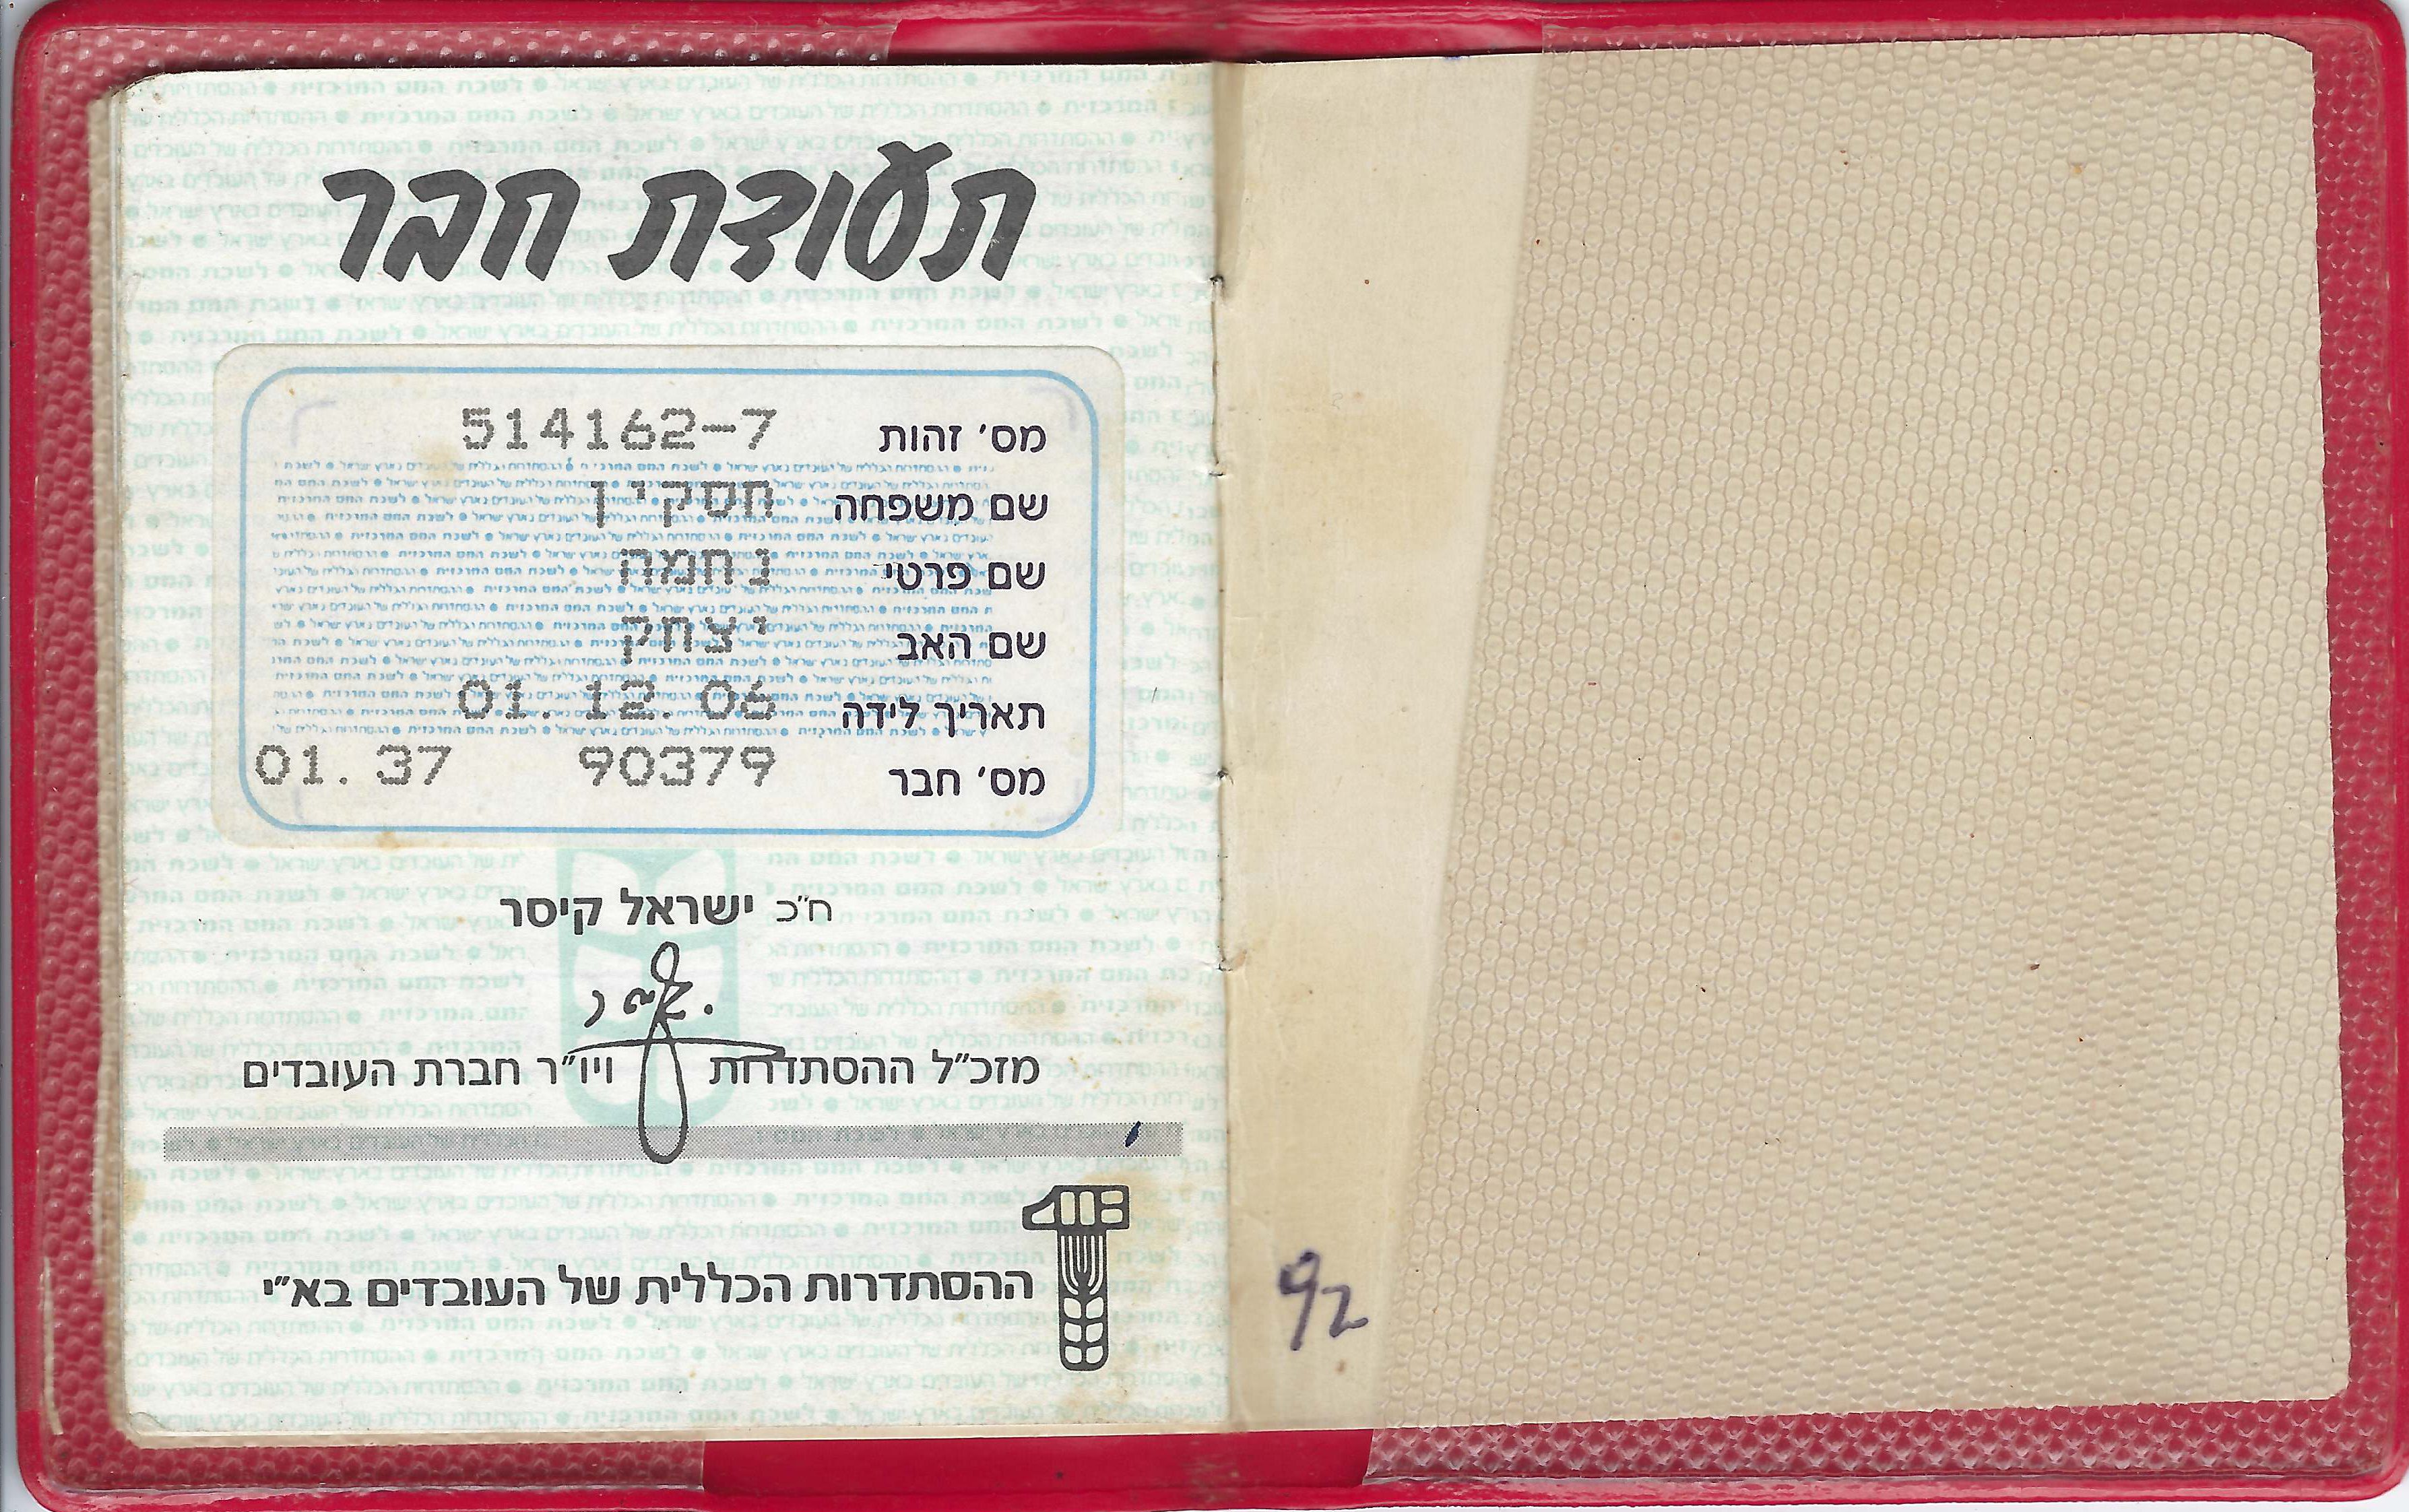 תעודת חבר
מס' זהות 514162-7
שם משפחה חסקין
שם פרטי נחמה
שם האב יצחק
תאריך לידה 01.12.06
מס' חבר 90379 01.37
ח"כ ישראל קיסר
מזכ"ל ההסתדרות ויו"ר חברת העובדים
ההסתדרות הכללית של העובדים בא"י
92